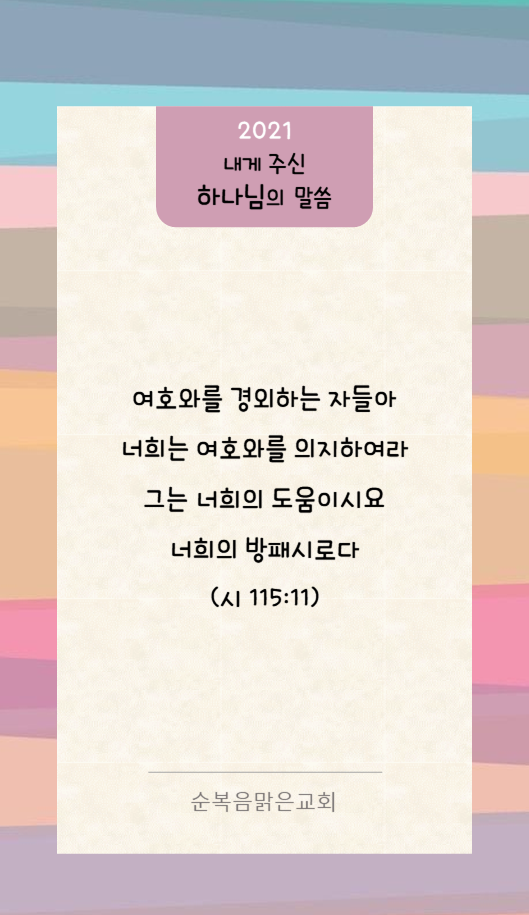 2021
내게 주신
하나님의 말씀
여호와를 경외하는 자들아
너희는 여호와를 의지하여라
그는 너희의 도움이시요
너희의 방패시로다
(시 115:11)
순복음맑은교회